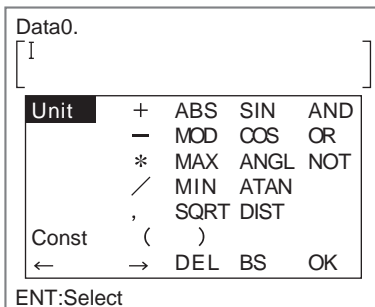 Data0.
[I ]
Unit + ABS SIN AND
− MOD COS OR
* MAX ANGL NOT
／ MIN ATAN
, SQRT DIST
Const ( )
← → DEL BS OK
ENT:Select